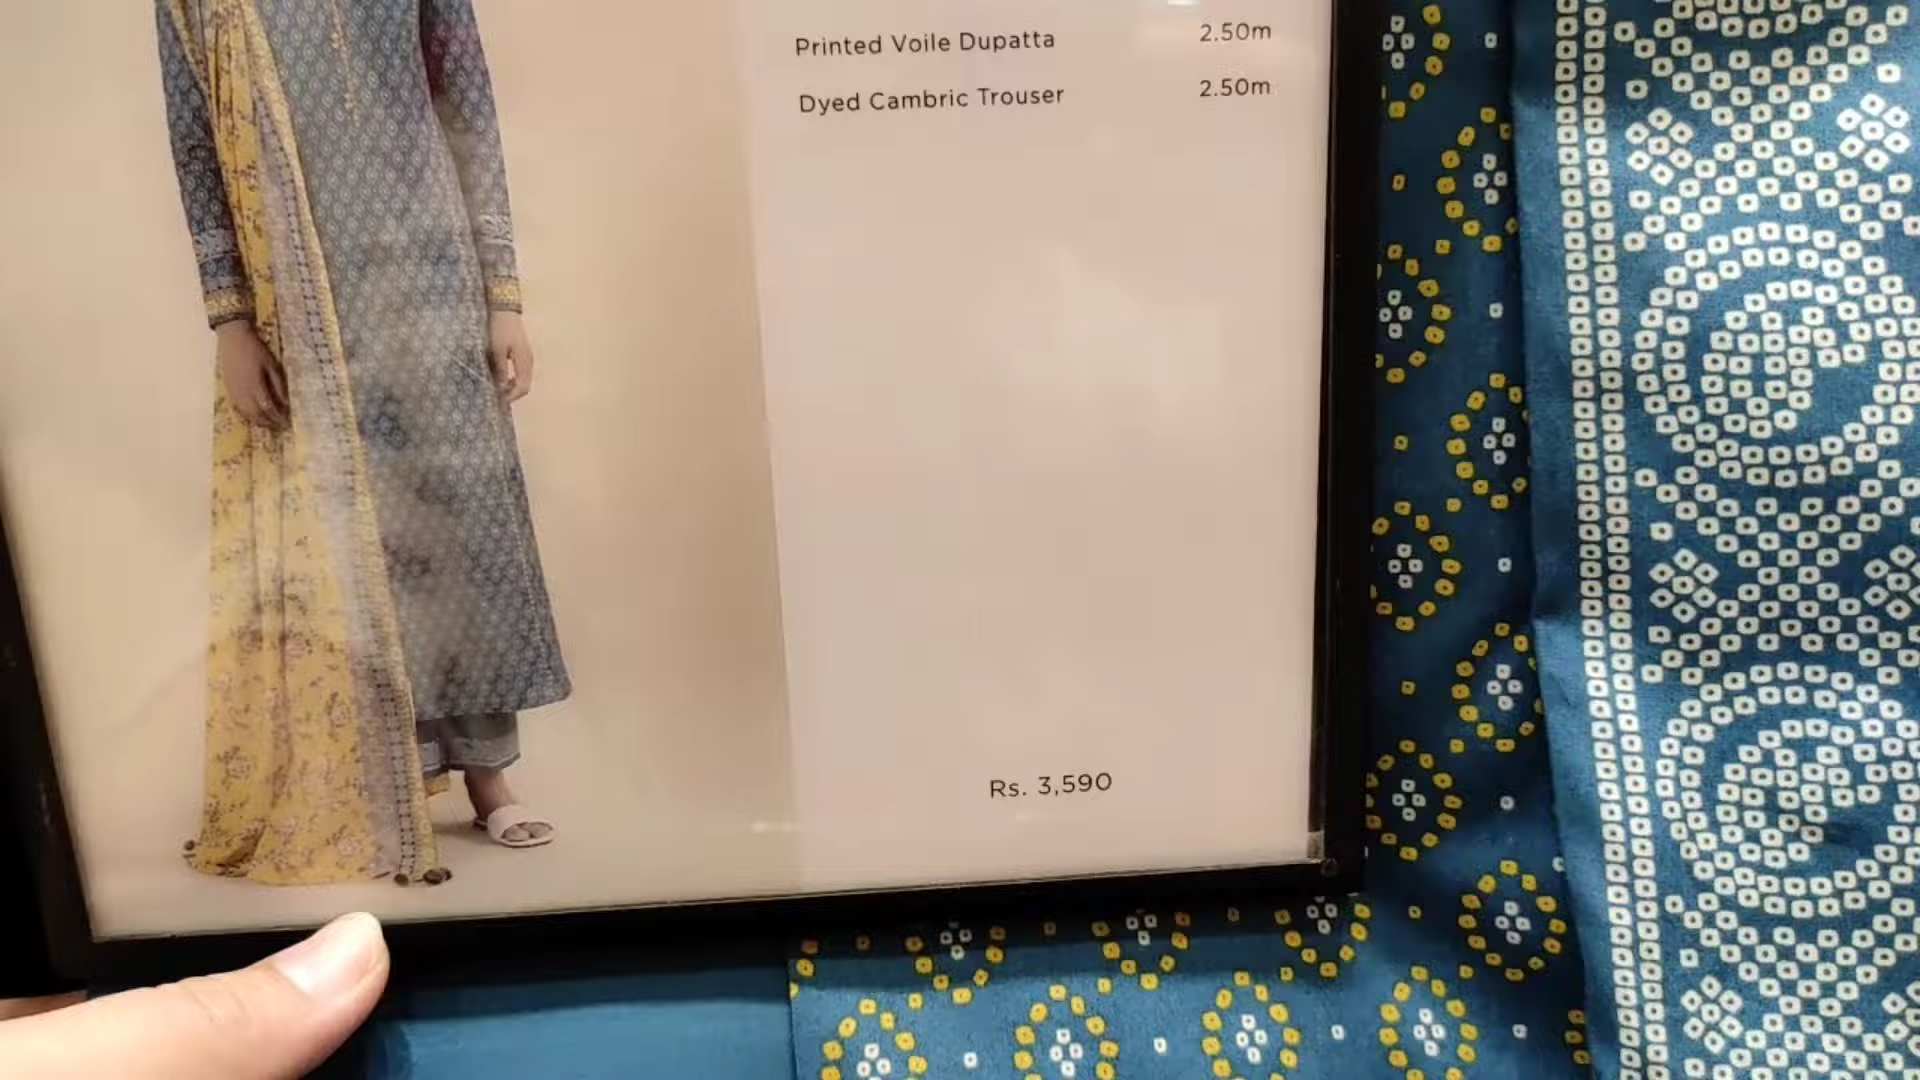 Printed Voile Dupatta 2.50m
Dyed Cambric Trouser 2.50m
Rs. 3,590